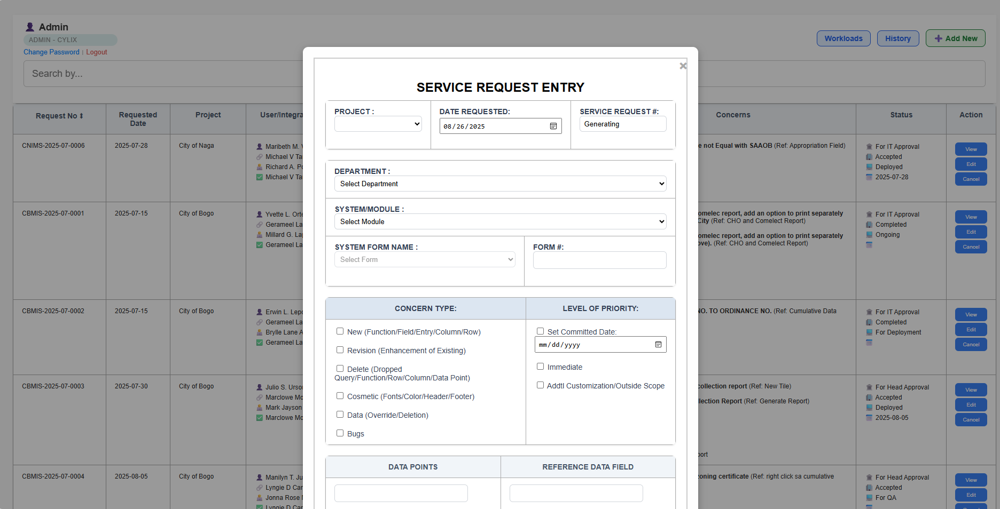 Admin
ADMIN - CYLIX
Change Password | Logout
Workloads
History
Add New
Search by...
Request No
Requested Date
Project
User/Integra
Concerns
Status
Action
CNIMS-2025-07-0006
2025-07-28
City of Naga
Maribeth M.
Michael V Ta
Richard A.
Michael V Ta
e not Equal with SAAOB (Ref: Appropriation Field)
For IT Approval
Accepted
Deployed
2025-07-28
View
Edit
Cancel
CBMIS-2025-07-0001
2025-07-15
City of Bogo
Yvette L. Orte
Gerameel La
Millard G. La
Gerameel La
omelec report, add an option to print separately
City (Ref: CHO and Comelect Report)
omelec report, add an option to print separately
ove). (Ref: CHO and Comelect Report)
For IT Approval
Completed
Ongoing
View
Edit
Cancel
CBMIS-2025-07-0002
2025-07-15
City of Bogo
Erwin L. Lepo
Gerameel La
Brylle Lane A
Gerameel La
NO. TO ORDINANCE NO. (Ref: Cumulative Data
For IT Approval
Completed
For Deployment
View
Edit
Cancel
CBMIS-2025-07-0003
2025-07-30
City of Bogo
Julio S. Urso
Marclowe Mo
Mark Jayson
Marclowe Mo
collection report (Ref: New Tile)
llection Report (Ref: Generate Report)
port
For Head Approval
Accepted
Deployed
2025-08-05
View
Edit
Cancel
CBMIS-2025-07-0004
2025-08-05
City of Bogo
Manilyn T. Ju
Lyngie D Car
Jonna Rose
Lyngie D Car
zoning certificate (Ref: right click sa cumulative
For Head Approval
Accepted
For QA
View
Edit
×
SERVICE REQUEST ENTRY
PROJECT :
DATE REQUESTED:
08/26/2025
SERVICE REQUEST #:
Generating
DEPARTMENT :
Select Department
SYSTEM/MODULE :
Select Module
SYSTEM FORM NAME :
Select Form
FORM #:
CONCERN TYPE:
New (Function/Field/Entry/Column/Row)
Revision (Enhancement of Existing)
Delete (Dropped
Query/Function/Row/Column/Data Point)
Cosmetic (Fonts/Color/Header/Footer)
Data (Override/Deletion)
Bugs
LEVEL OF PRIORITY:
Set Committed Date:
mm/dd/yyyy
Immediate
Addtl Customization/Outside Scope
DATA POINTS
REFERENCE DATA FIELD